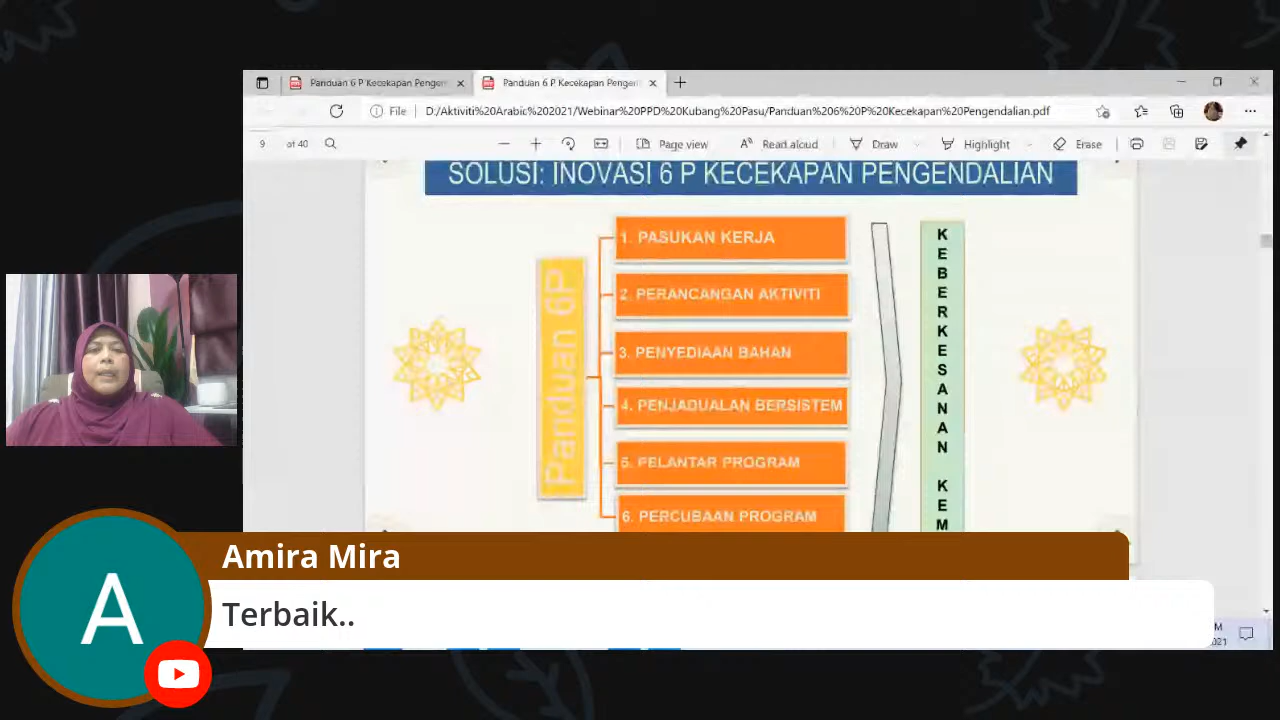 Panduan 6 P Kecekapan Pengen
Panduan 6 P Kecekapan Pengen
File
D:/Aktiviti%20Arabic%202021/Webinar%20PPD%20Kubang%20Pasu/Panduan%206%20P%20Kecekapan%20Pengendalian.pdf
9 of 40
Page view
Read aloud
Draw
Highlight
Erase
SOLUSI: INOVASI 6 P KECEKAPAN PENGENDALIAN
Panduan 6P
1. PASUKAN KERJA
2. PERANCANGAN AKTIVITI
3. PENYEDIAAN BAHAN
4. PENJADUALAN BERSISTEM
5. PELANTAR PROGRAM
6. PERCUBAAN PROGRAM
KEBERKESANAN KEM
Amira Mira
A
Terbaik..
M
021